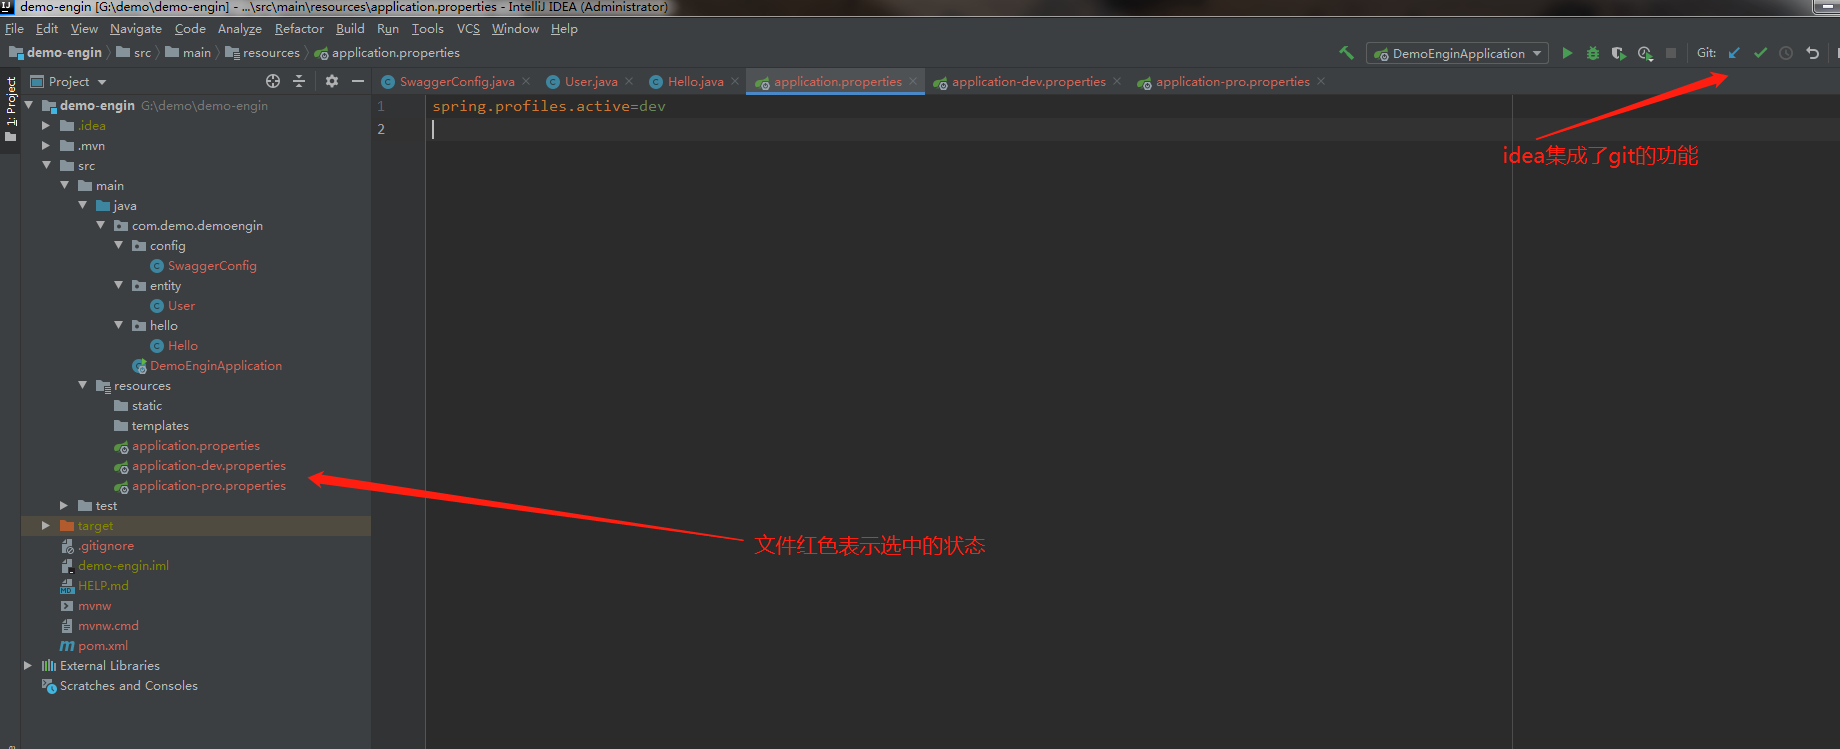 demo-engin [G:\demo\demo-engin] - ...\src\main\resources\application.properties - IntelliJ IDEA (Administrator)
File Edit View Navigate Code Analyze Refactor Build Run Tools VCS Window Help
demo-engin src main resources application.properties DemoEnginApplication Git:
1: Project
Project
SwaggerConfig.java User.java Hello.java application.properties application-dev.properties application-pro.properties
1 spring.profiles.active=dev
2
idea集成了git的功能
demo-engin G:\demo\demo-engin
.idea
.mvn
src
main
java
com.demo.demoengin
config
SwaggerConfig
entity
User
hello
Hello
DemoEnginApplication
resources
static
templates
application.properties
application-dev.properties
application-pro.properties
test
target
.gitignore
文件红色表示选中的状态
demo-engin.iml
HELP.md
mvnw
mvnw.cmd
pom.xml
External Libraries
Scratches and Consoles